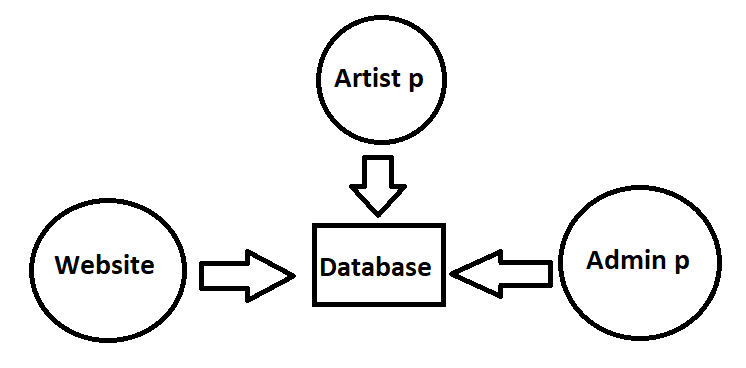 Artist p
Website
Database
Admin p